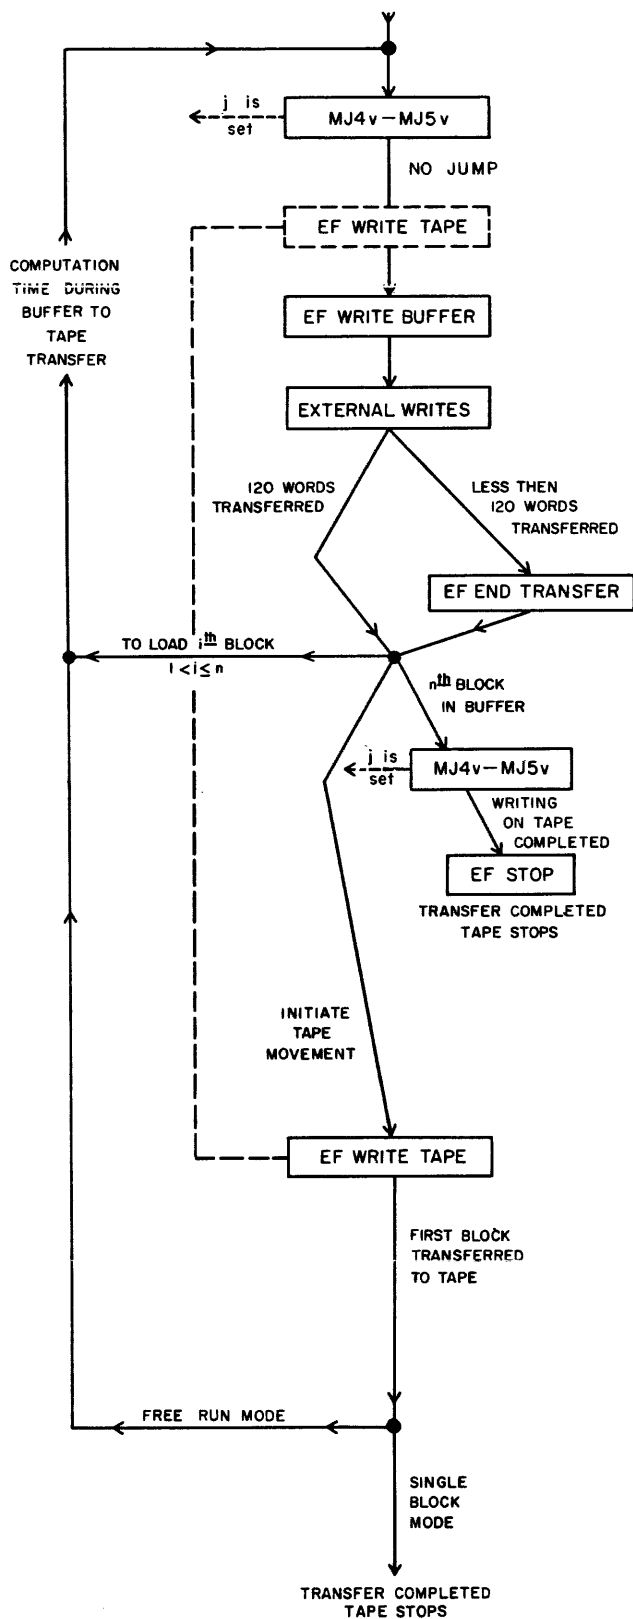 j is
set
MJ4v—MJ5v
NO JUMP
EF WRITE TAPE
COMPUTATION
TIME DURING
BUFFER TO
TAPE
TRANSFER
EF WRITE BUFFER
EXTERNAL WRITES
120 WORDS
TRANSFERRED
LESS THEN
120 WORDS
TRANSFERRED
EF END TRANSFER
TO LOAD ith BLOCK
1<i≤n
nth BLOCK
IN BUFFER
j is
set
MJ4v—MJ5v
WRITING
ON TAPE
COMPLETED
EF STOP
TRANSFER COMPLETED
TAPE STOPS
INITIATE
TAPE
MOVEMENT
EF WRITE TAPE
FIRST BLOCK
TRANSFERRED
TO TAPE
FREE RUN MODE
SINGLE
BLOCK
MODE
TRANSFER COMPLETED
TAPE STOPS